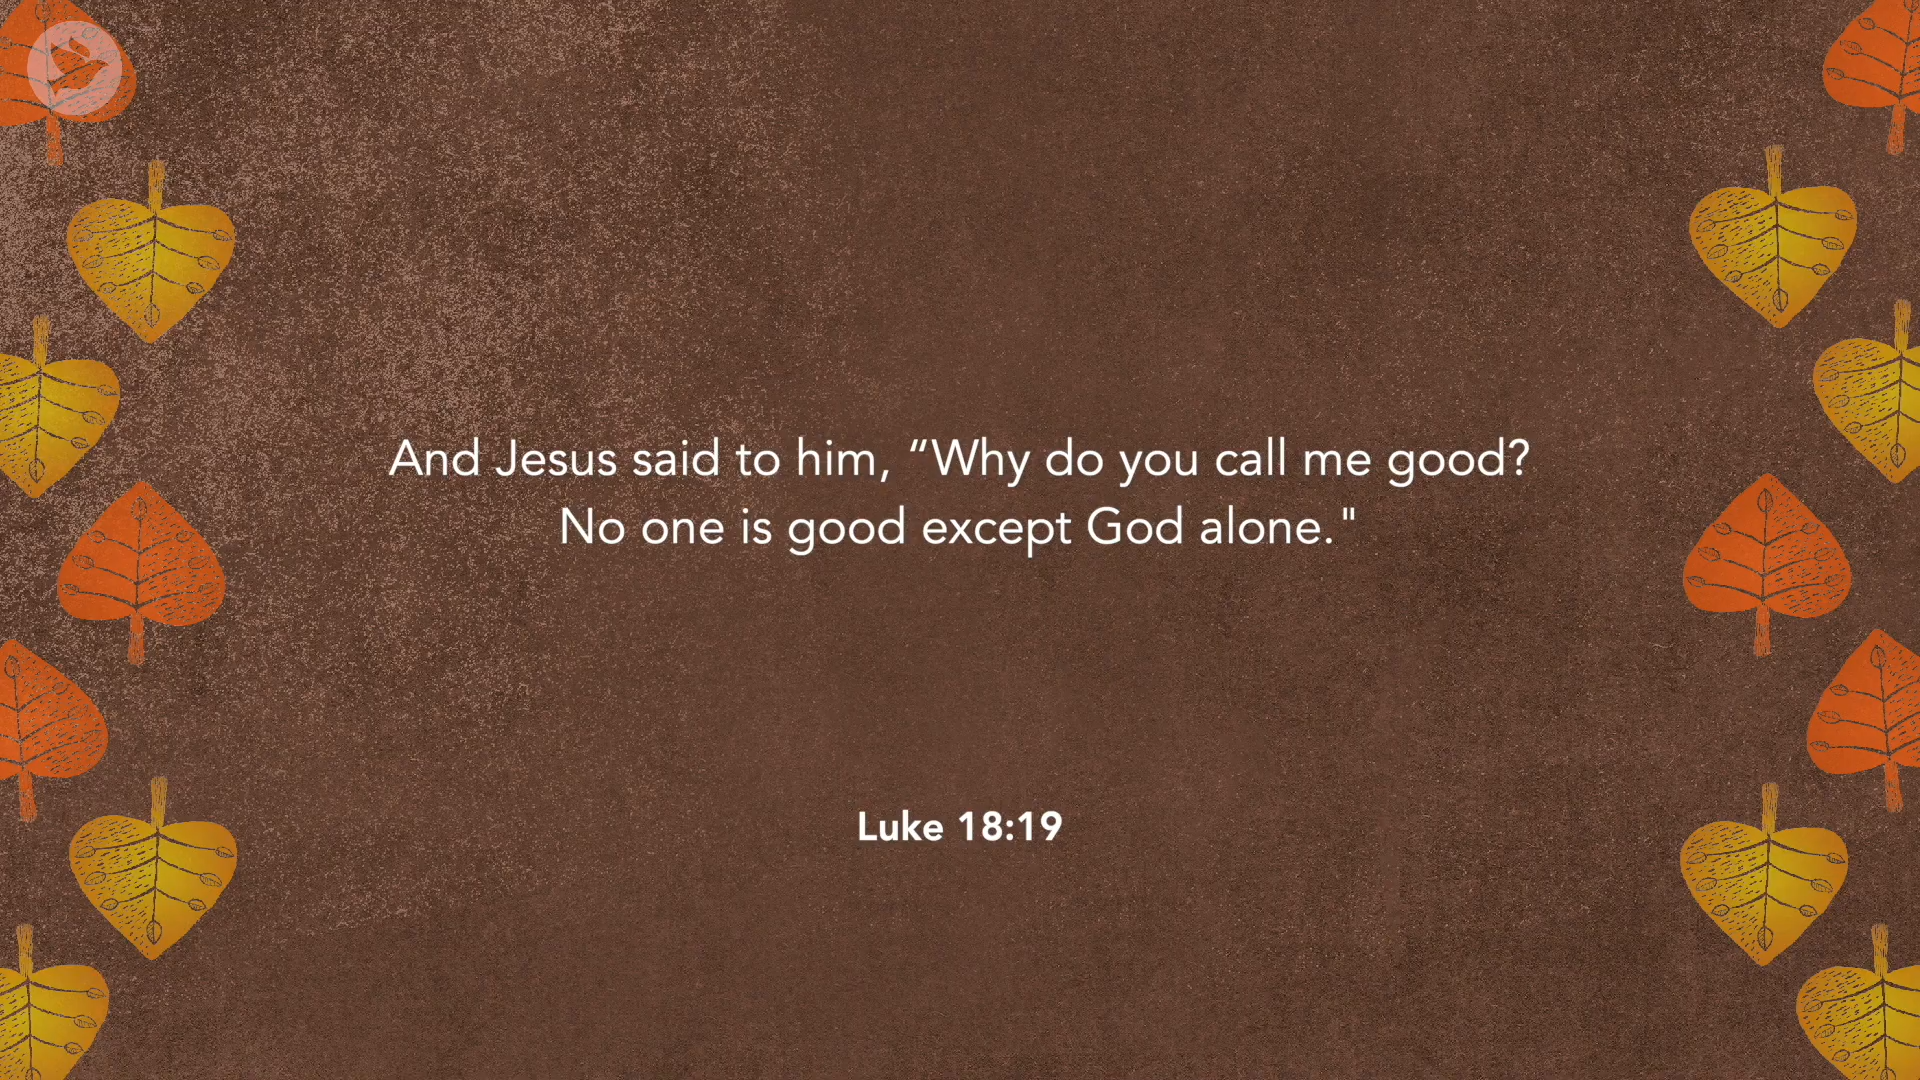 And Jesus said to him, “Why do you call me good?
No one is good except God alone."
Luke 18:19